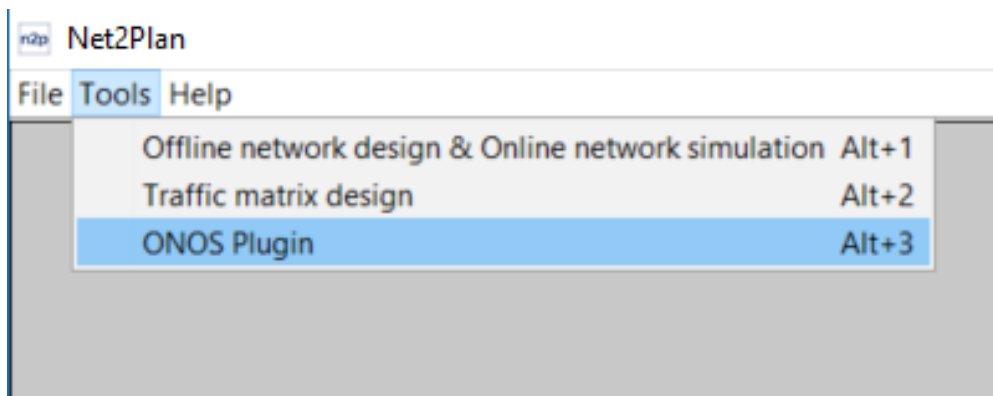 n2p Net2Plan
File Tools Help
Offline network design & Online network simulation Alt+1
Traffic matrix design Alt+2
ONOS Plugin Alt+3